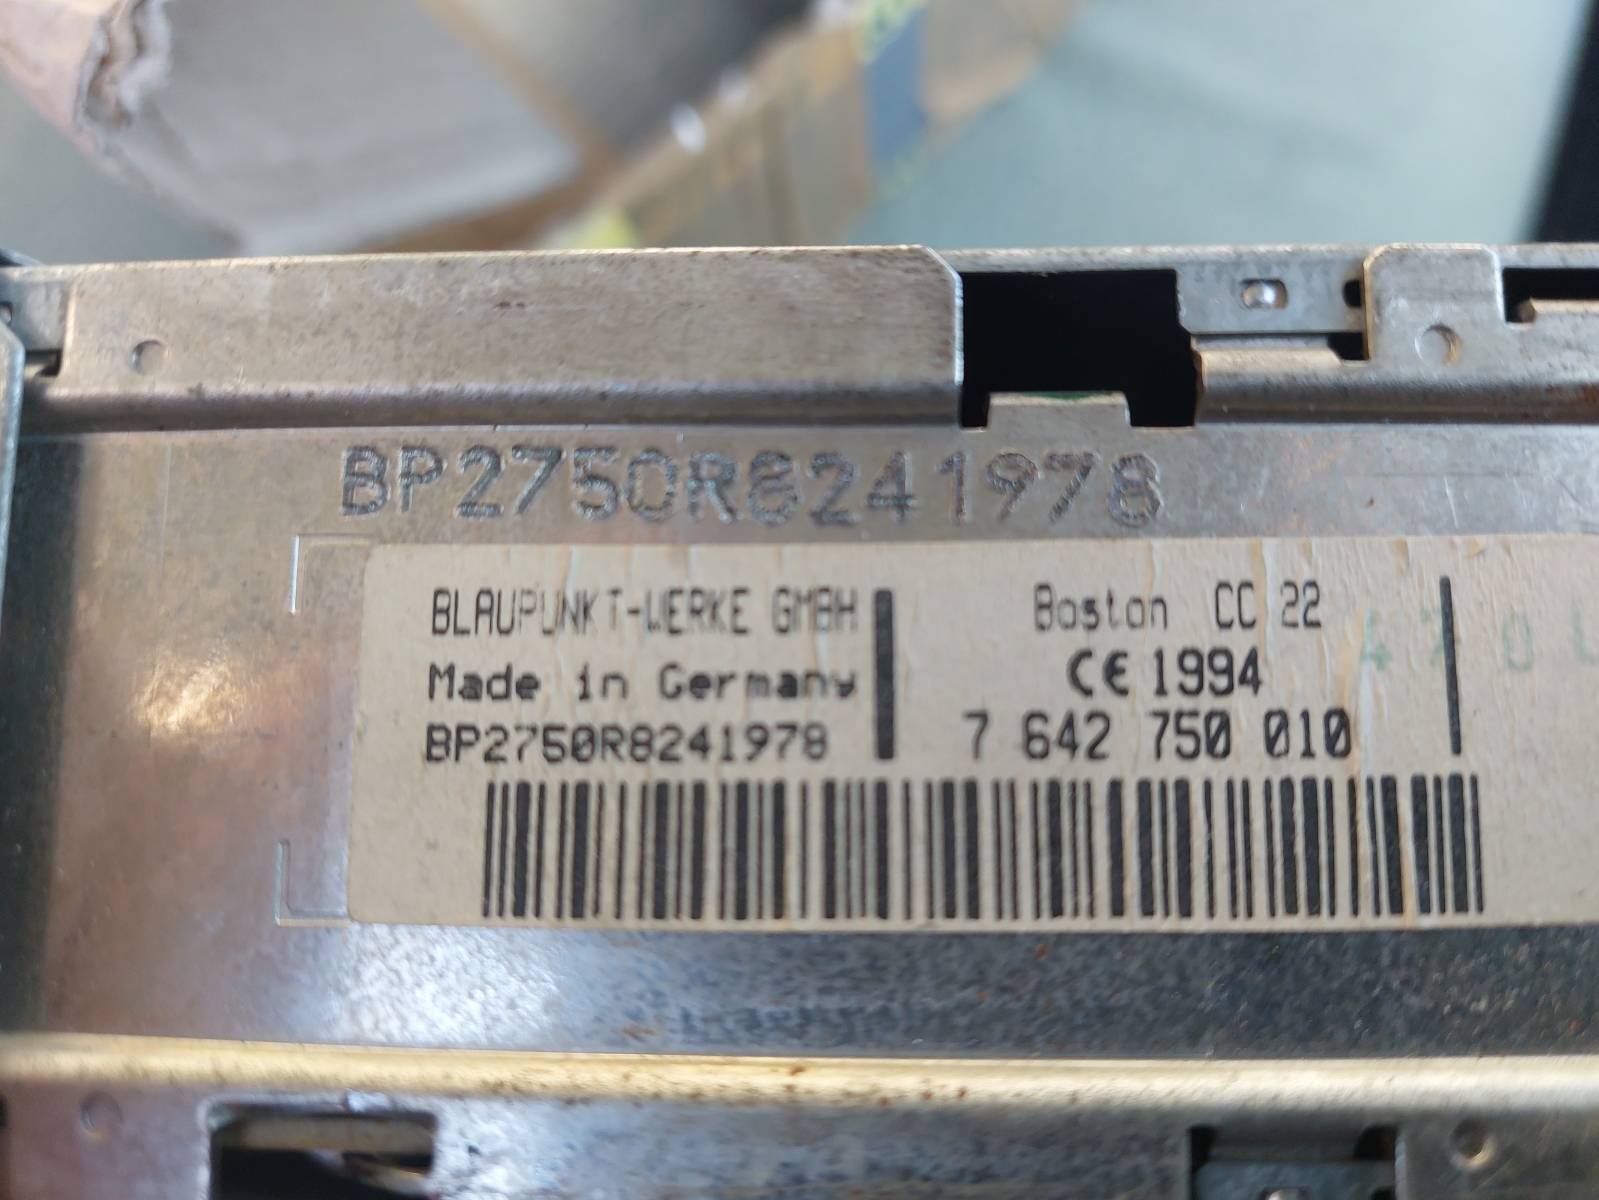 BP2750R8241978
BLAUPUNKT-WERKE GMBH
Made in Germany
BP2750R8241978
Boston CC 22
CE 1994
7 642 750 010